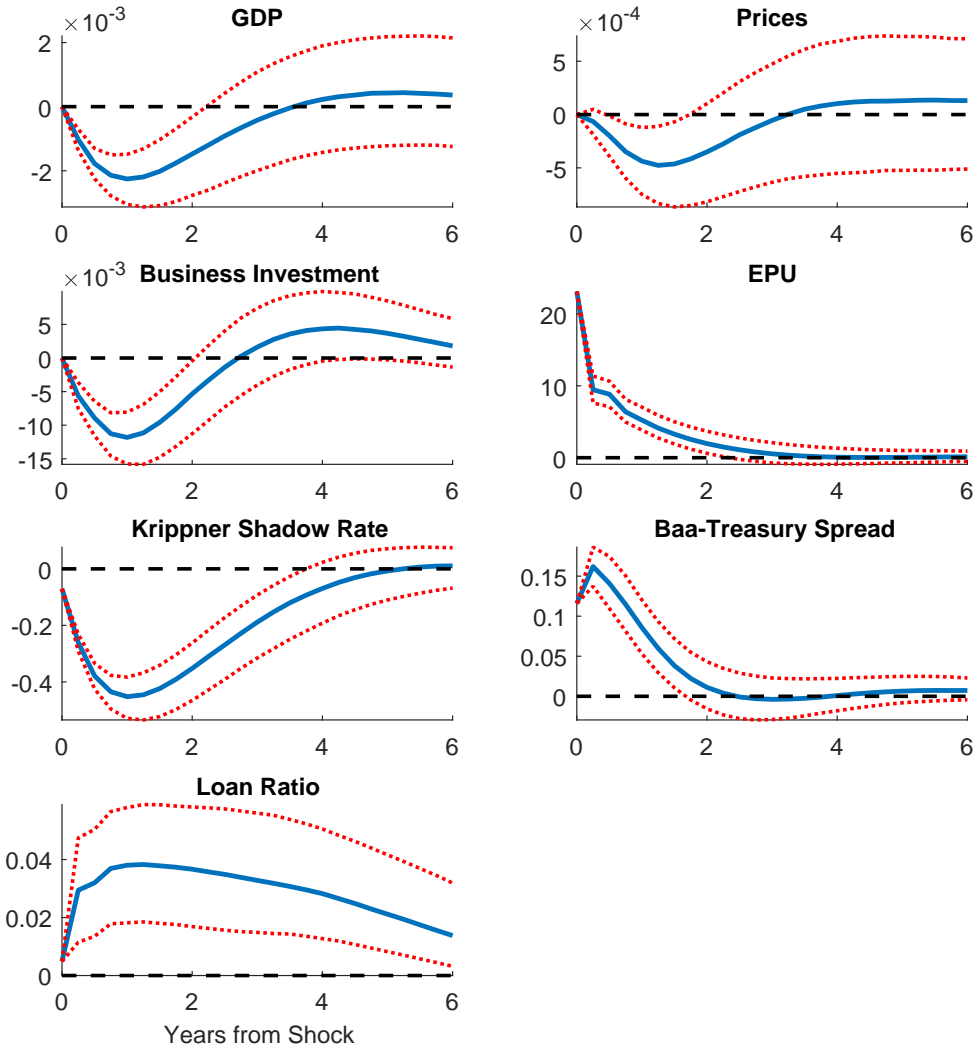 GDP
×10⁻³
2
0
-2
0 2 4 6
Prices
×10⁻⁴
5
0
-5
0 2 4 6
Business Investment
×10⁻³
5
0
-5
-10
-15
0 2 4 6
EPU
20
10
0
0 2 4 6
Krippner Shadow Rate
0
-0.2
-0.4
0 2 4 6
Baa-Treasury Spread
0.15
0.1
0.05
0
0 2 4 6
Loan Ratio
0.04
0.02
0
0 2 4 6
Years from Shock